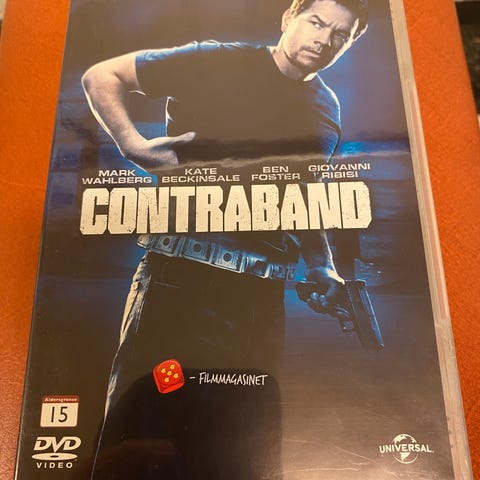 MARK WAHLBERG KATE BECKINSALE BEN FOSTER GIOVANNI RIBISI
CONTRABAND
- FILMMAGASINET
Aldersgrense
15
DVD
VIDEO
UNIVERSAL